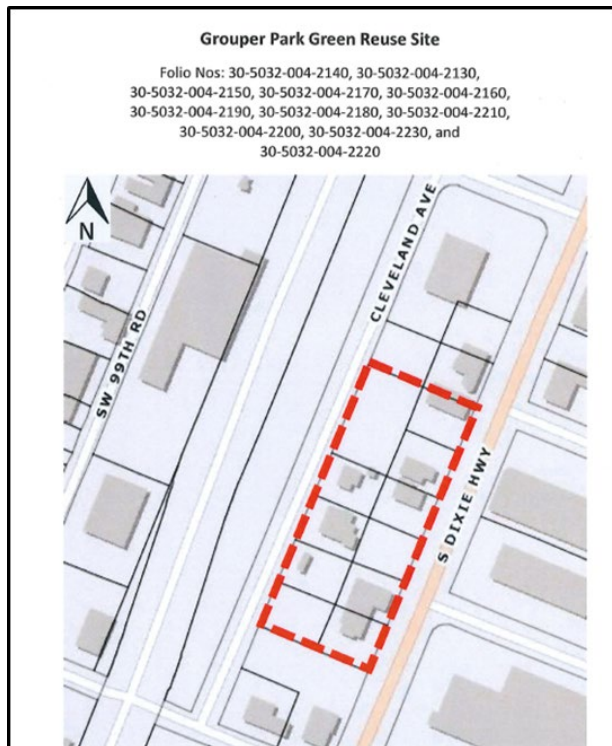 Grouper Park Green Reuse Site
Folio Nos: 30-5032-004-2140, 30-5032-004-2130,
30-5032-004-2150, 30-5032-004-2170, 30-5032-004-2160,
30-5032-004-2190, 30-5032-004-2180, 30-5032-004-2210,
30-5032-004-2200, 30-5032-004-2230, and
30-5032-004-2220
N
CLEVELAND AVE
SW 99TH RD
S DIXIE HWY